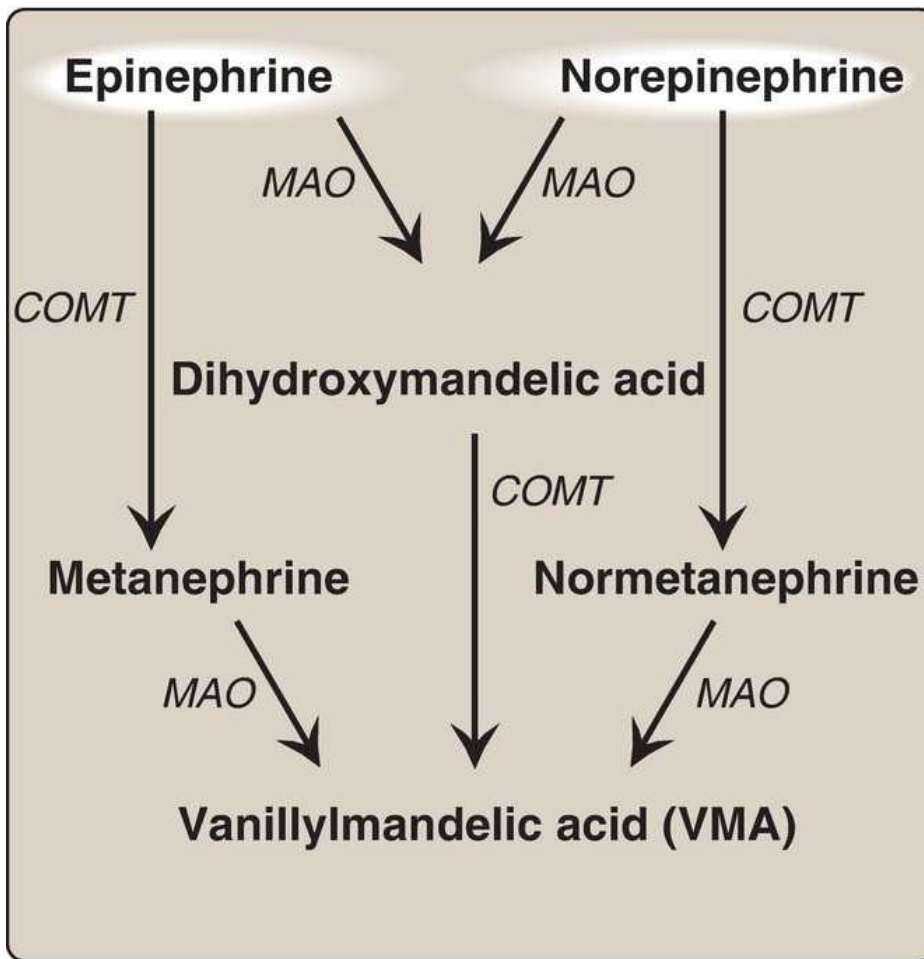 Epinephrine
Norepinephrine
MAO
MAO
COMT
COMT
Dihydroxymandelic acid
COMT
Metanephrine
Normetanephrine
MAO
MAO
Vanillylmandelic acid (VMA)